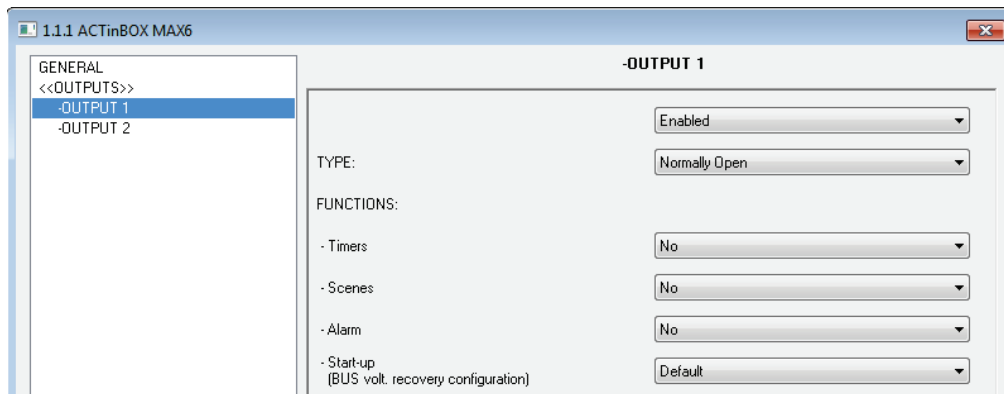 1.1.1 ACTinBOX MAX6
GENERAL
<<OUTPUTS>>
-OUTPUT 1
-OUTPUT 2
-OUTPUT 1
Enabled
TYPE:
Normally Open
FUNCTIONS:
- Timers
No
- Scenes
No
- Alarm
No
- Start-up
(BUS volt. recovery configuration)
Default